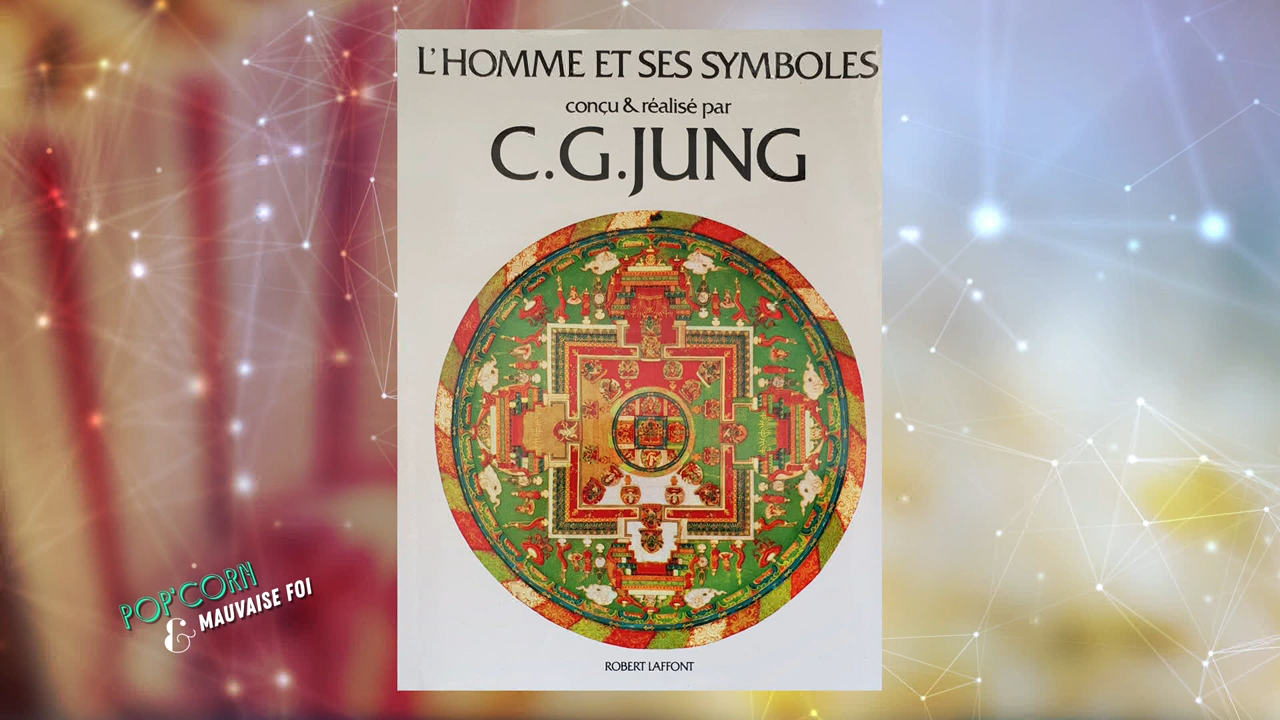 L'HOMME ET SES SYMBOLES
conçu & réalisé par
C.G.JUNG
ROBERT LAFFONT
POP'CORN
& MAUVAISE FOI